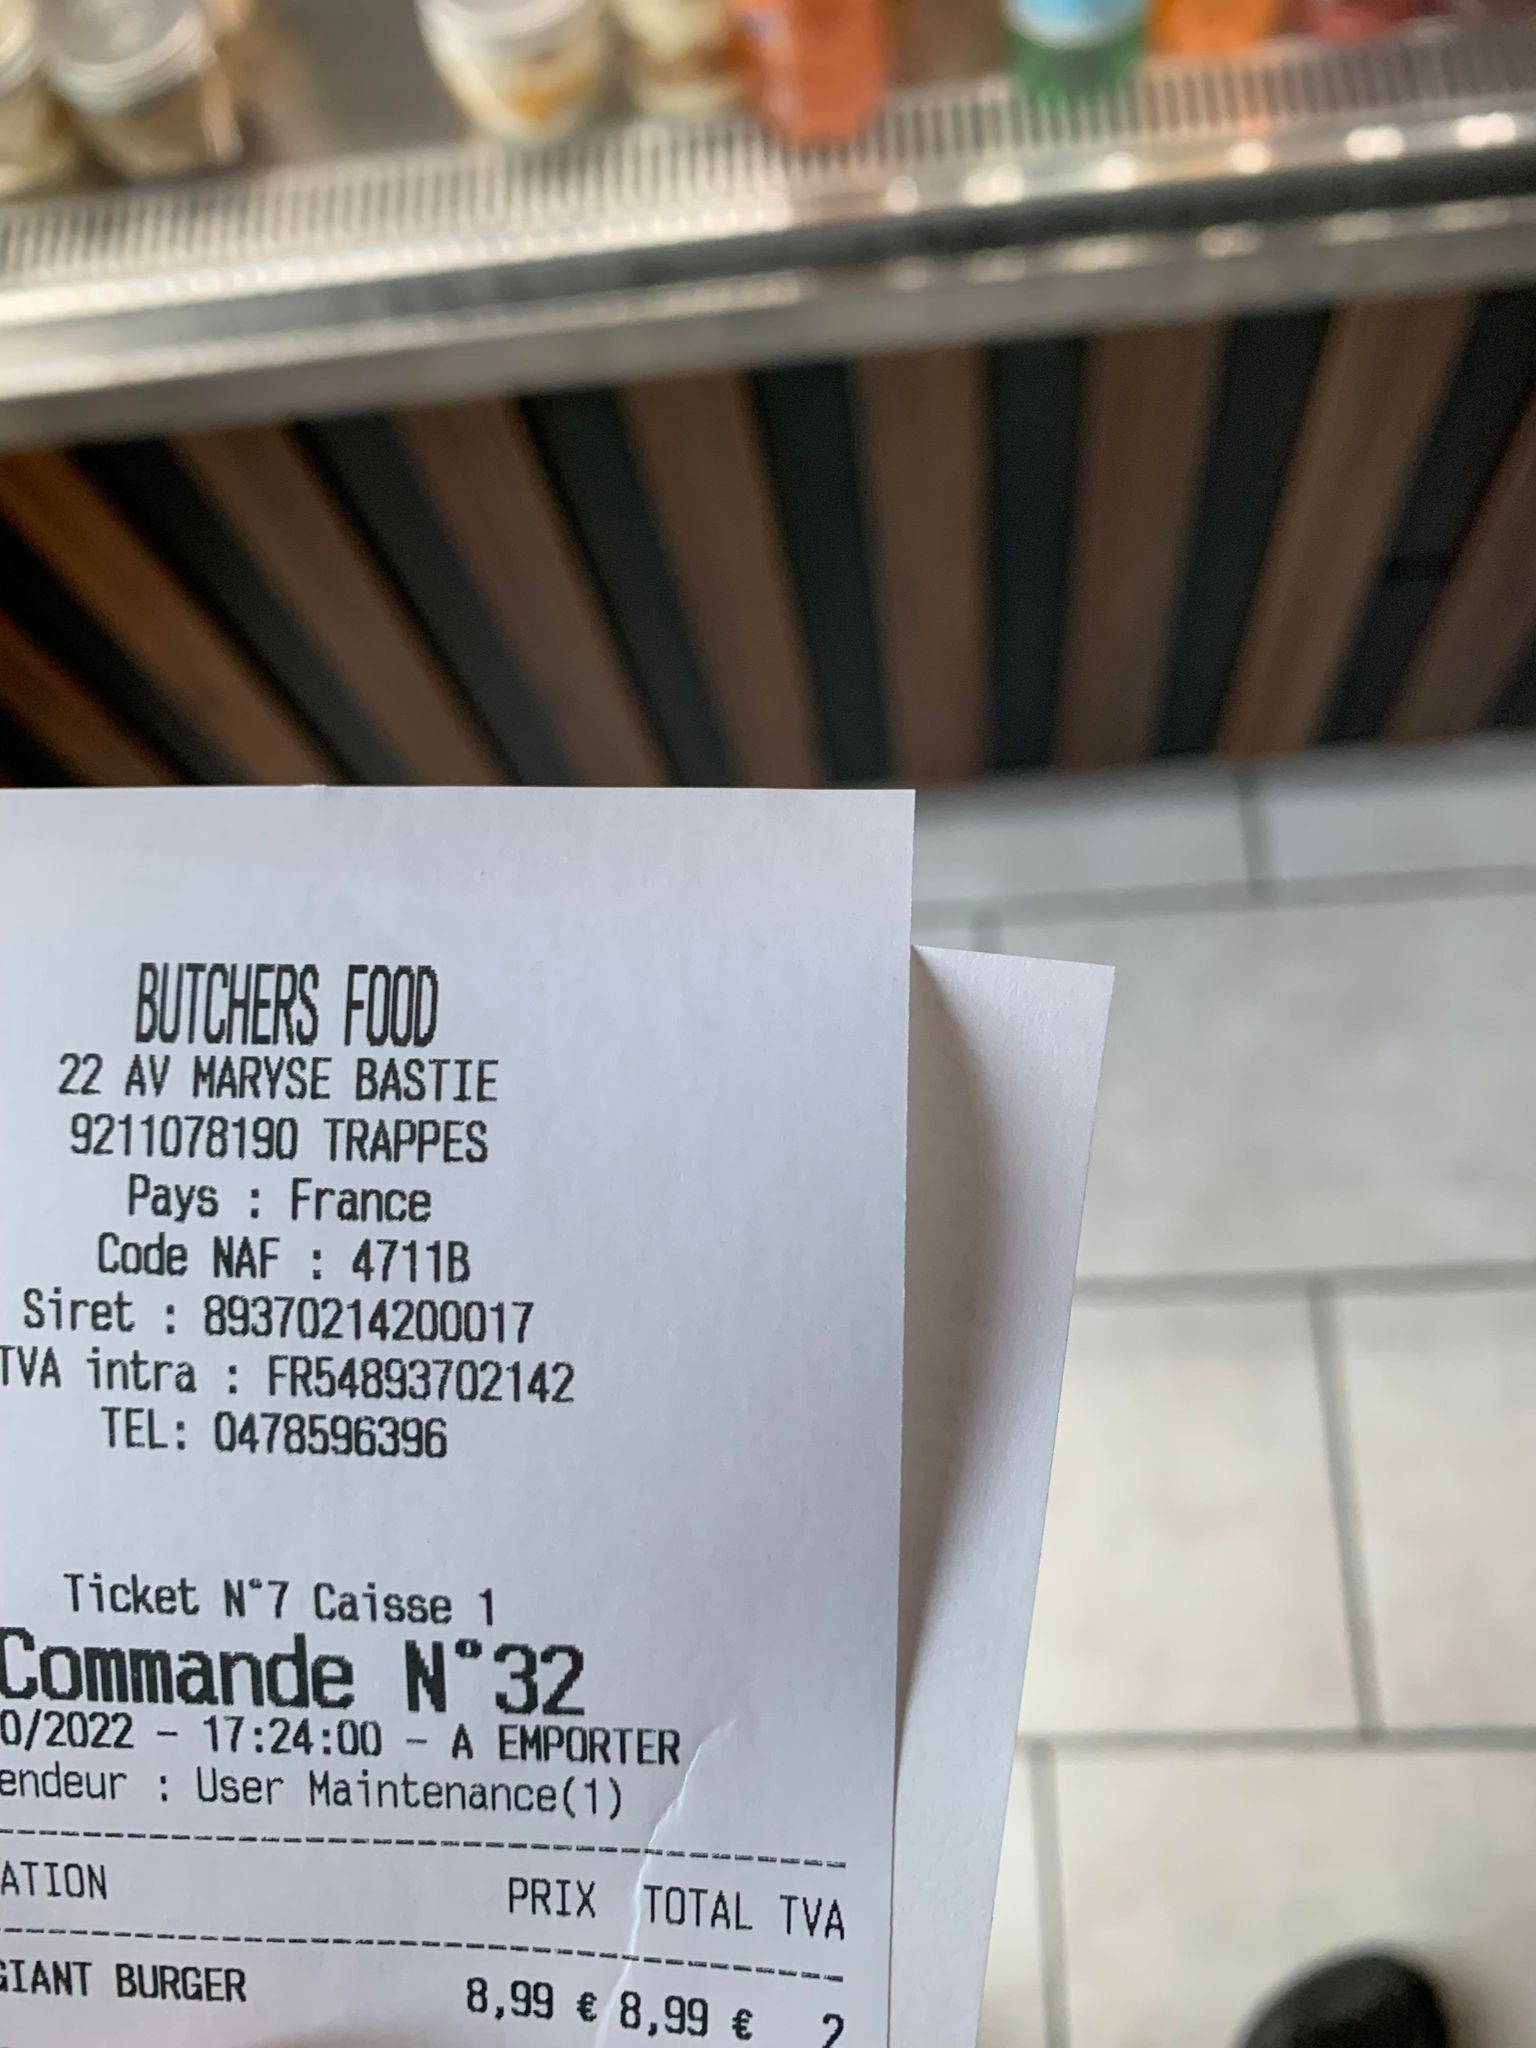 BUTCHERS FOOD
22 AV MARYSE BASTIE
9211078190 TRAPPES
Pays : France
Code NAF : 4711B
Siret : 89370214200017
TVA intra : FR54893702142
TEL: 0478596396
Ticket N°7 Caisse 1
Commande N°32
0/2022 - 17:24:00 - A EMPORTER
endeur : User Maintenance(1)
ATION PRIX TOTAL TVA
GIANT BURGER 8,99 € 8,99 € 2